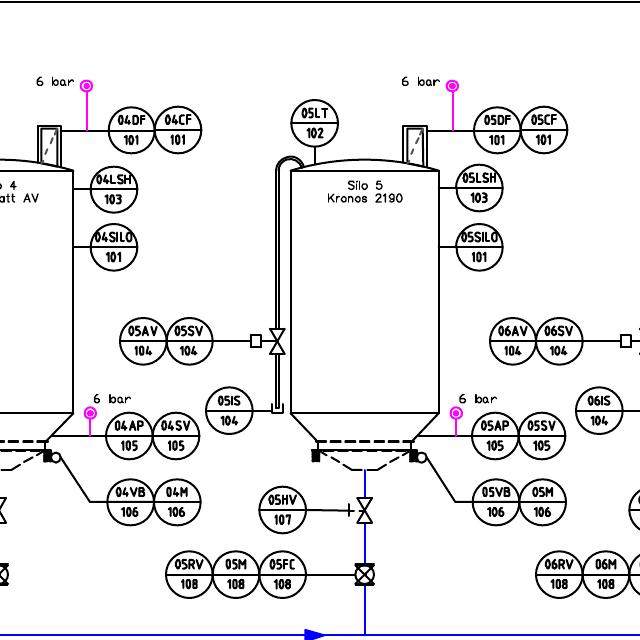 6 bar
6 bar
04DF
101
04CF
101
05LT
102
05DF
101
05CF
101
04LSH
103
05LSH
103
o 4
att AV
Silo 5
Kronos 2190
04SILO
101
05SILO
101
05AV
104
05SV
104
06AV
104
06SV
104
6 bar
6 bar
05IS
104
06IS
104
04AP
105
04SV
105
05AP
105
05SV
105
04VB
106
04M
106
05VB
106
05M
106
05HV
107
05RV
108
05M
108
05FC
108
06RV
108
06M
108